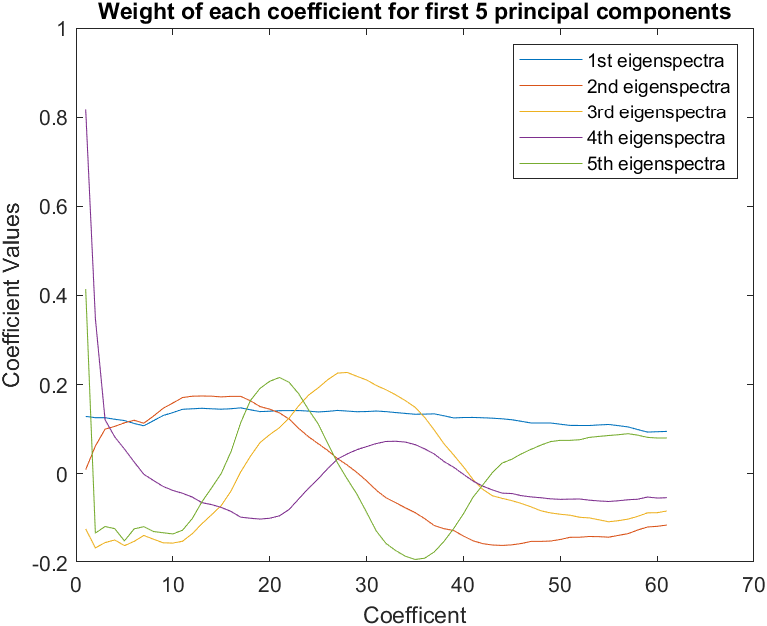 Weight of each coefficient for first 5 principal components
1
0.8
0.6
0.4
0.2
0
-0.2
Coefficient Values
1st eigenspectra
2nd eigenspectra
3rd eigenspectra
4th eigenspectra
5th eigenspectra
0 10 20 30 40 50 60 70
Coefficent